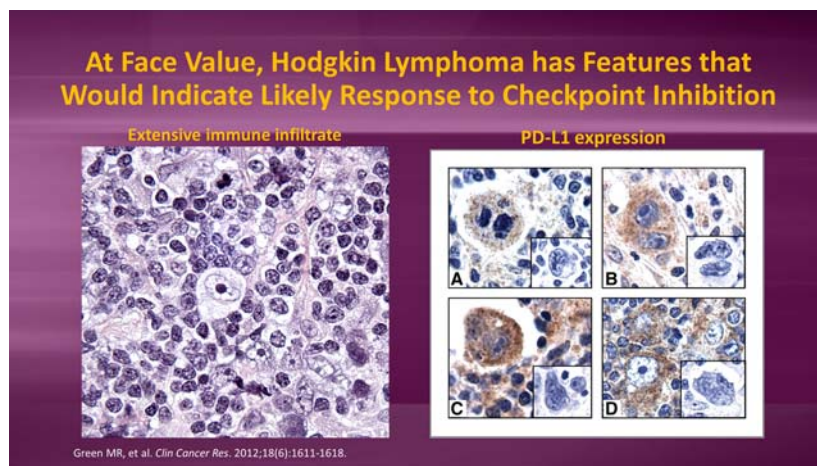 At Face Value, Hodgkin Lymphoma has Features that
Would Indicate Likely Response to Checkpoint Inhibition
Extensive immune infiltrate
PD-L1 expression
A
B
C
D
Green MR, et al. Clin Cancer Res. 2012;18(6):1611-1618.